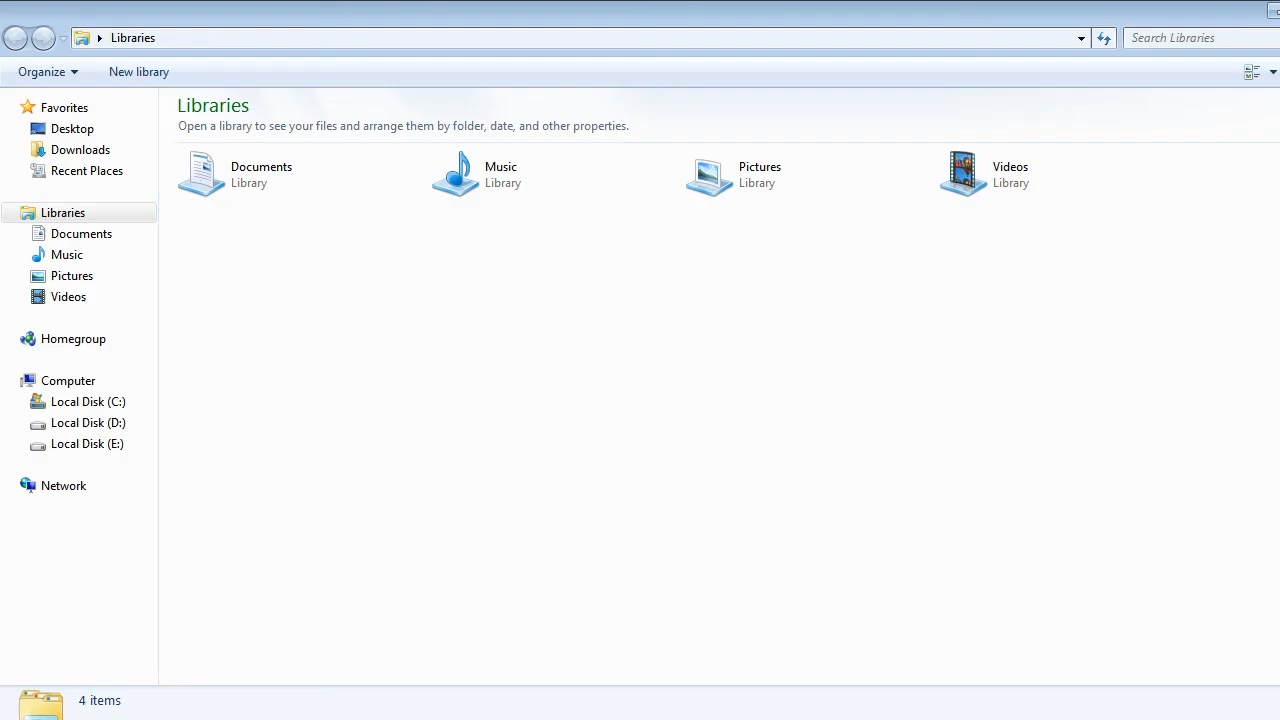 Libraries
Search Libraries
Organize
New library
Favorites
Desktop
Downloads
Recent Places
Libraries
Documents
Music
Pictures
Videos
Homegroup
Computer
Local Disk (C:)
Local Disk (D:)
Local Disk (E:)
Network
Libraries
Open a library to see your files and arrange them by folder, date, and other properties.
Documents
Library
Music
Library
Pictures
Library
Videos
Library
4 items